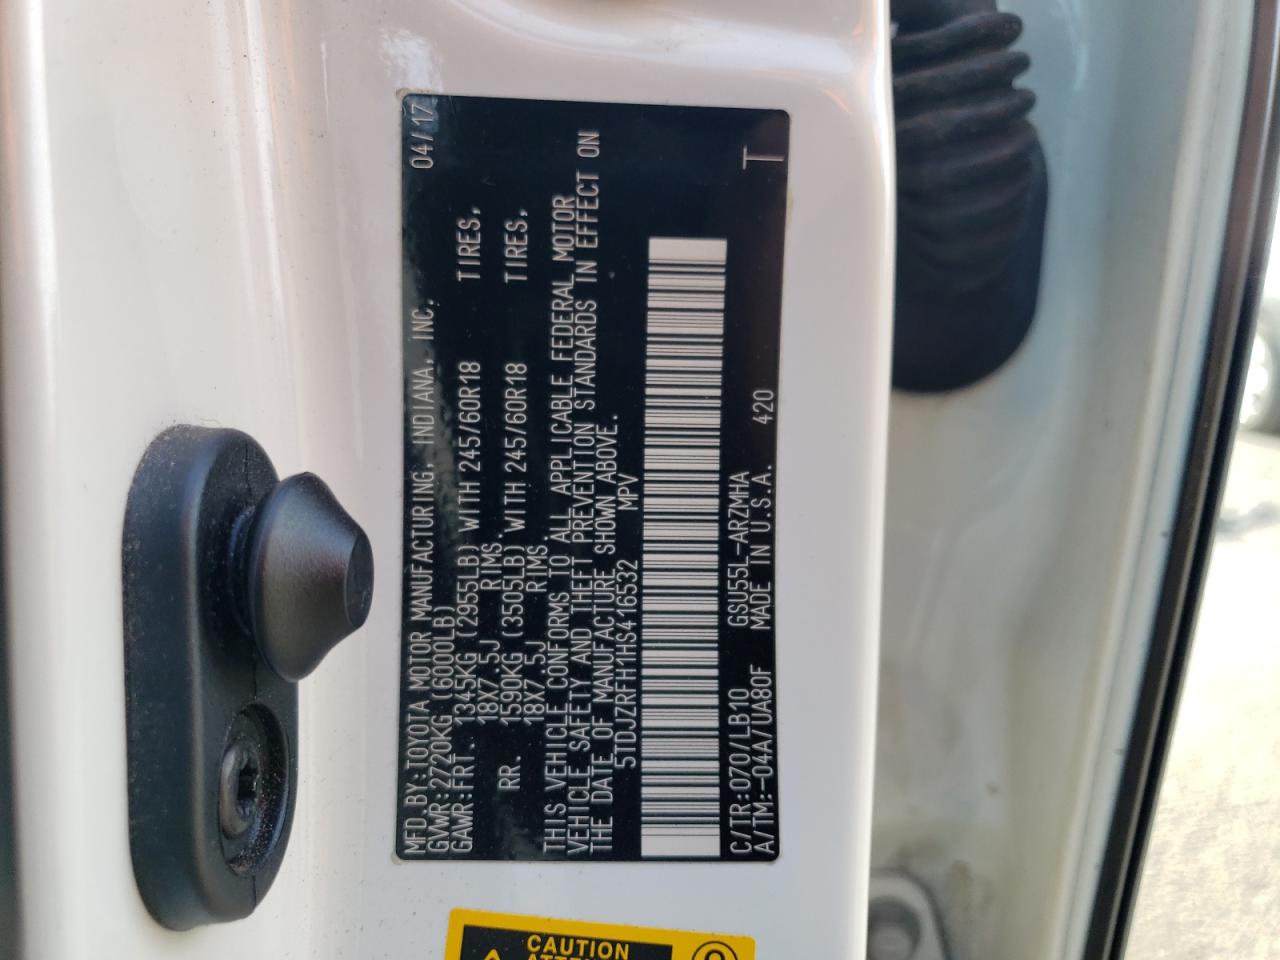 MFD.BY:TOYOTA MOTOR MANUFACTURING, INDIANA, INC. 04/17
GVWR:2720KG (6000LB)
GAWR:FRT. 1345KG (2955LB) WITH 245/60R18 TIRES,
18X7.5J RIMS.
RR. 1590KG (3505LB) WITH 245/60R18 TIRES,
18X7.5J RIMS
THIS VEHICLE CONFORMS TO ALL APPLICABLE FEDERAL MOTOR
VEHICLE SAFETY AND THEFT PREVENTION STANDARDS IN EFFECT ON
THE DATE OF MANUFACTURE SHOWN ABOVE.
5TDJZRFH1HS416532 MPV
C/TR:070/LB10 GSU55L-ARZMHA T
A/TM:-04A/UA80F MADE IN U.S.A. 420
CAUTION